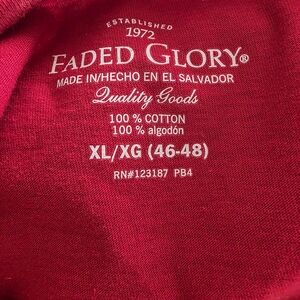 ESTABLISHED
1972
FADED GLORY®
MADE IN/HECHO EN EL SALVADOR
Quality Goods
100 % COTTON
100 % algodón
XL/XG (46-48)
RN#123187 PB4